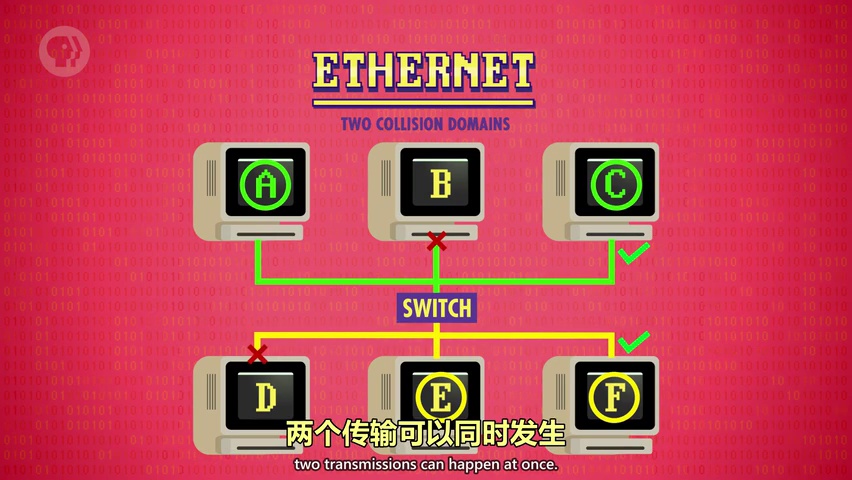 ETHERNET
TWO COLLISION DOMAINS
A B C
SWITCH
D E F
两个传输可以同时发生
two transmissions can happen at once.